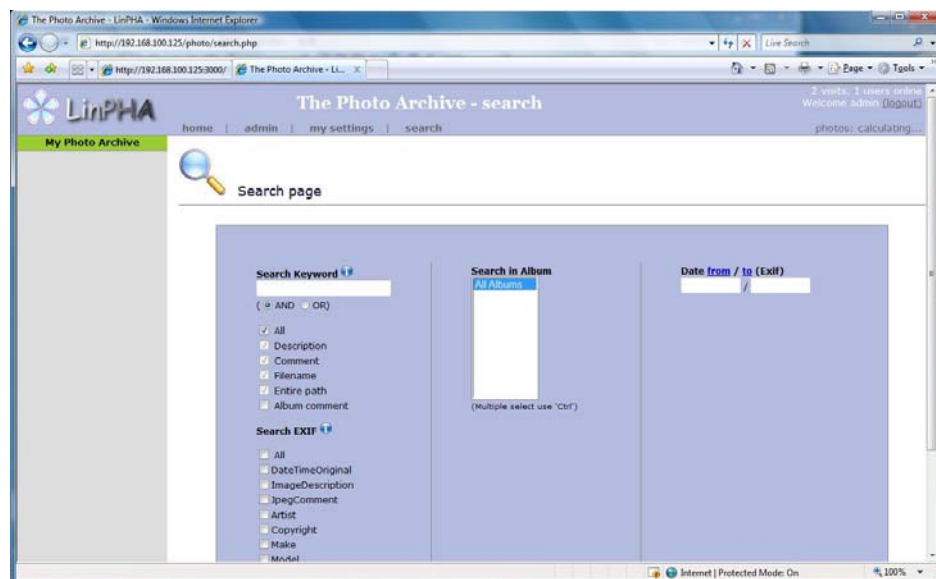 The Photo Archive - LinPHA - Windows Internet Explorer
http://192.168.100.125/photo/search.php
Live Search
http://192.168.100.125:3000/
The Photo Archive - Li...
Page
Tools
LinPHA
The Photo Archive - search
2 visits, 1 users online
Welcome admin (logout)
home | admin | my settings | search
photos: calculating...
My Photo Archive
Search page
Search Keyword
Search in Album
Date from / to (Exif)
All Albums
/
( AND OR)
All
Description
Comment
Filename
Entire path
Album comment
(Multiple select use 'Ctrl')
Search EXIF
All
DateTimeOriginal
ImageDescription
JpegComment
Artist
Copyright
Make
Model
Internet | Protected Mode: On
100%